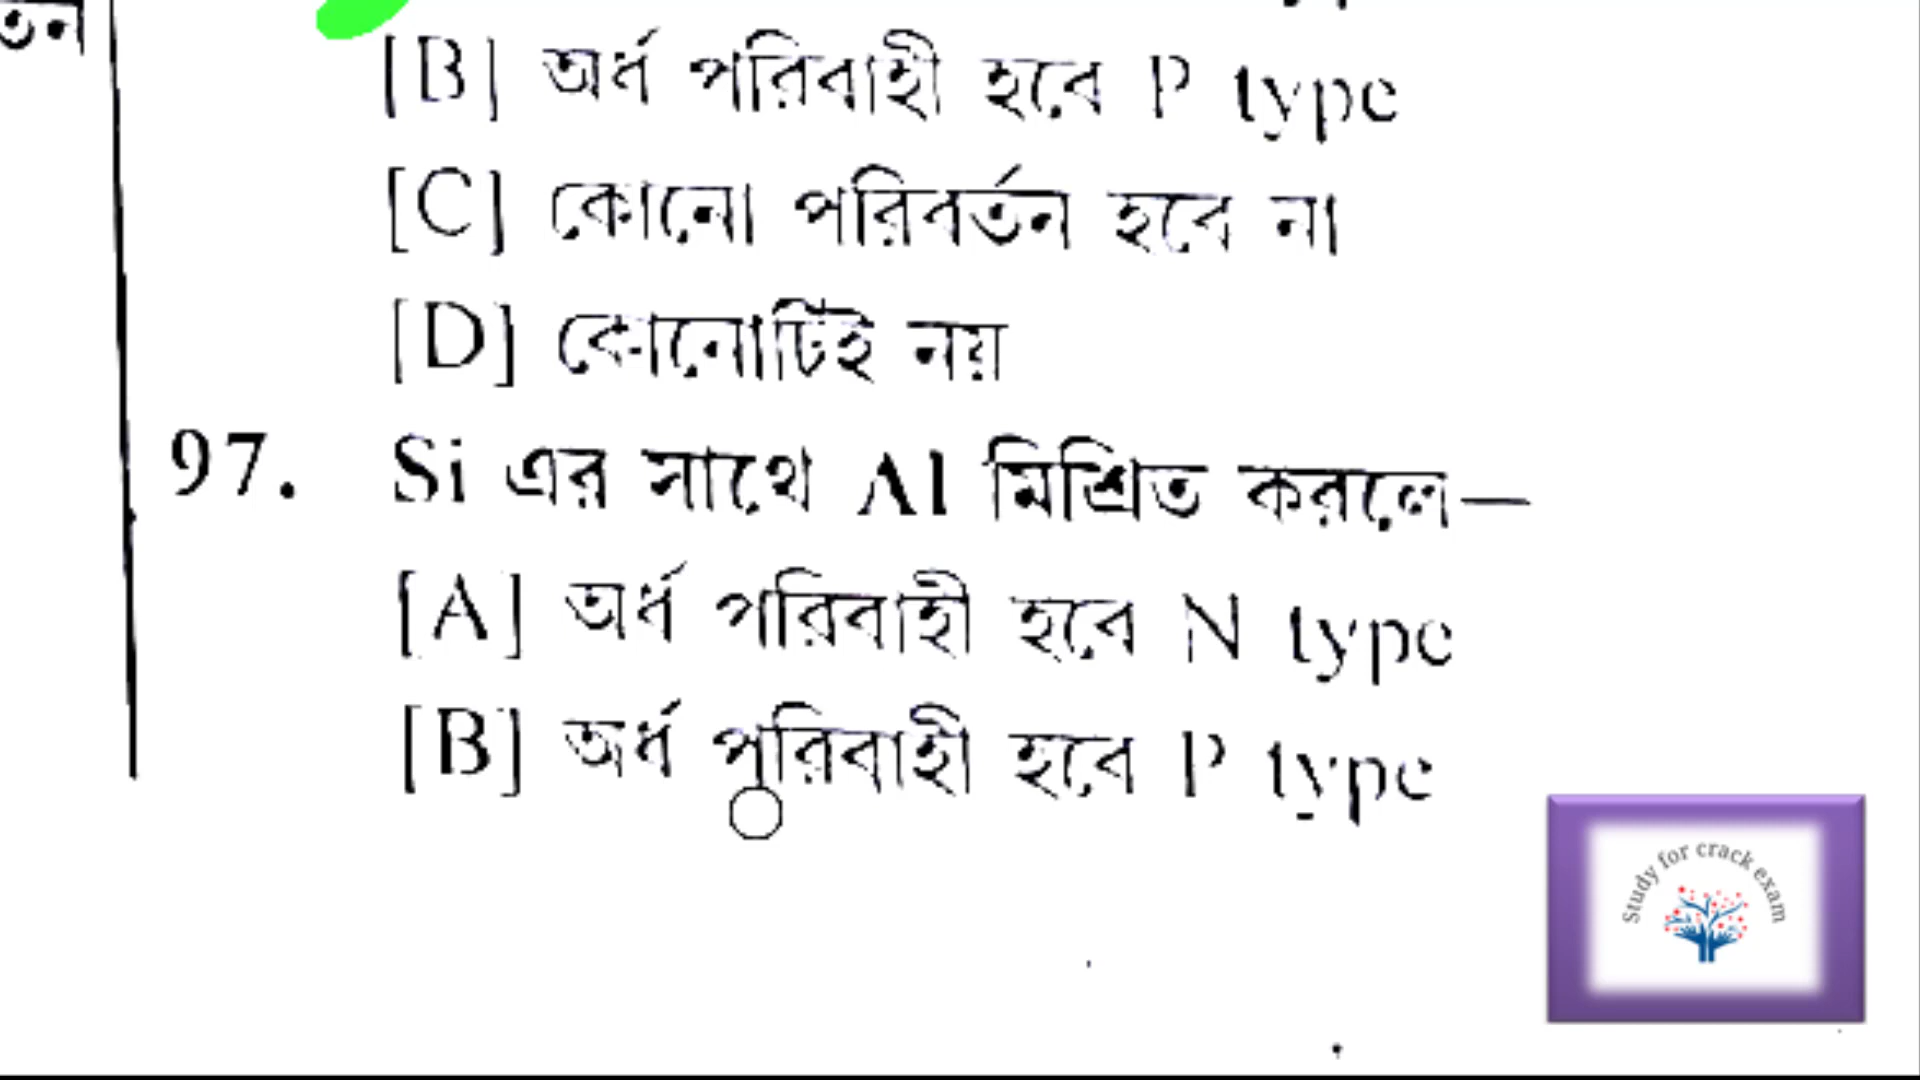 র্তন
[B] অর্ধ পরিবাহী হবে P type
[C] কোনো পরিবর্তন হবে না
[D] কোনোটিই নয়
97. Si এর সাথে Al মিশ্রিত করলে—
[A] অর্ধ পরিবাহী হবে N type
[B] অর্ধ পরিবাহী হবে P type
Study for crack exam